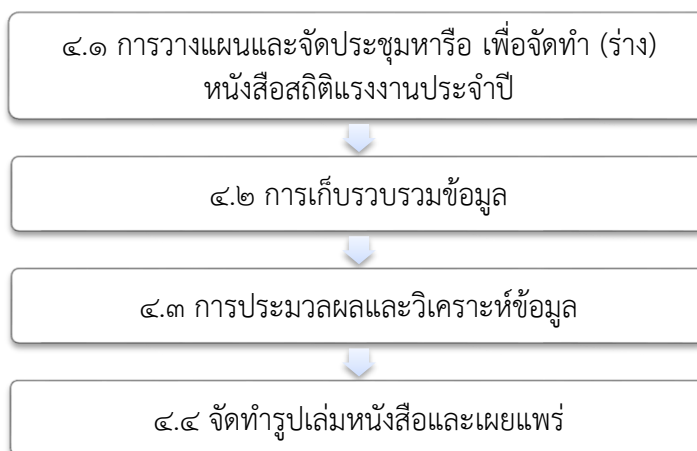 ๔.๑ การวางแผนและจัดประชุมหารือ เพื่อจัดทำ (ร่าง)
หนังสือสถิติแรงงานประจำปี
๔.๒ การเก็บรวบรวมข้อมูล
๔.๓ การประมวลผลและวิเคราะห์ข้อมูล
๔.๔ จัดทำรูปเล่มหนังสือและเผยแพร่